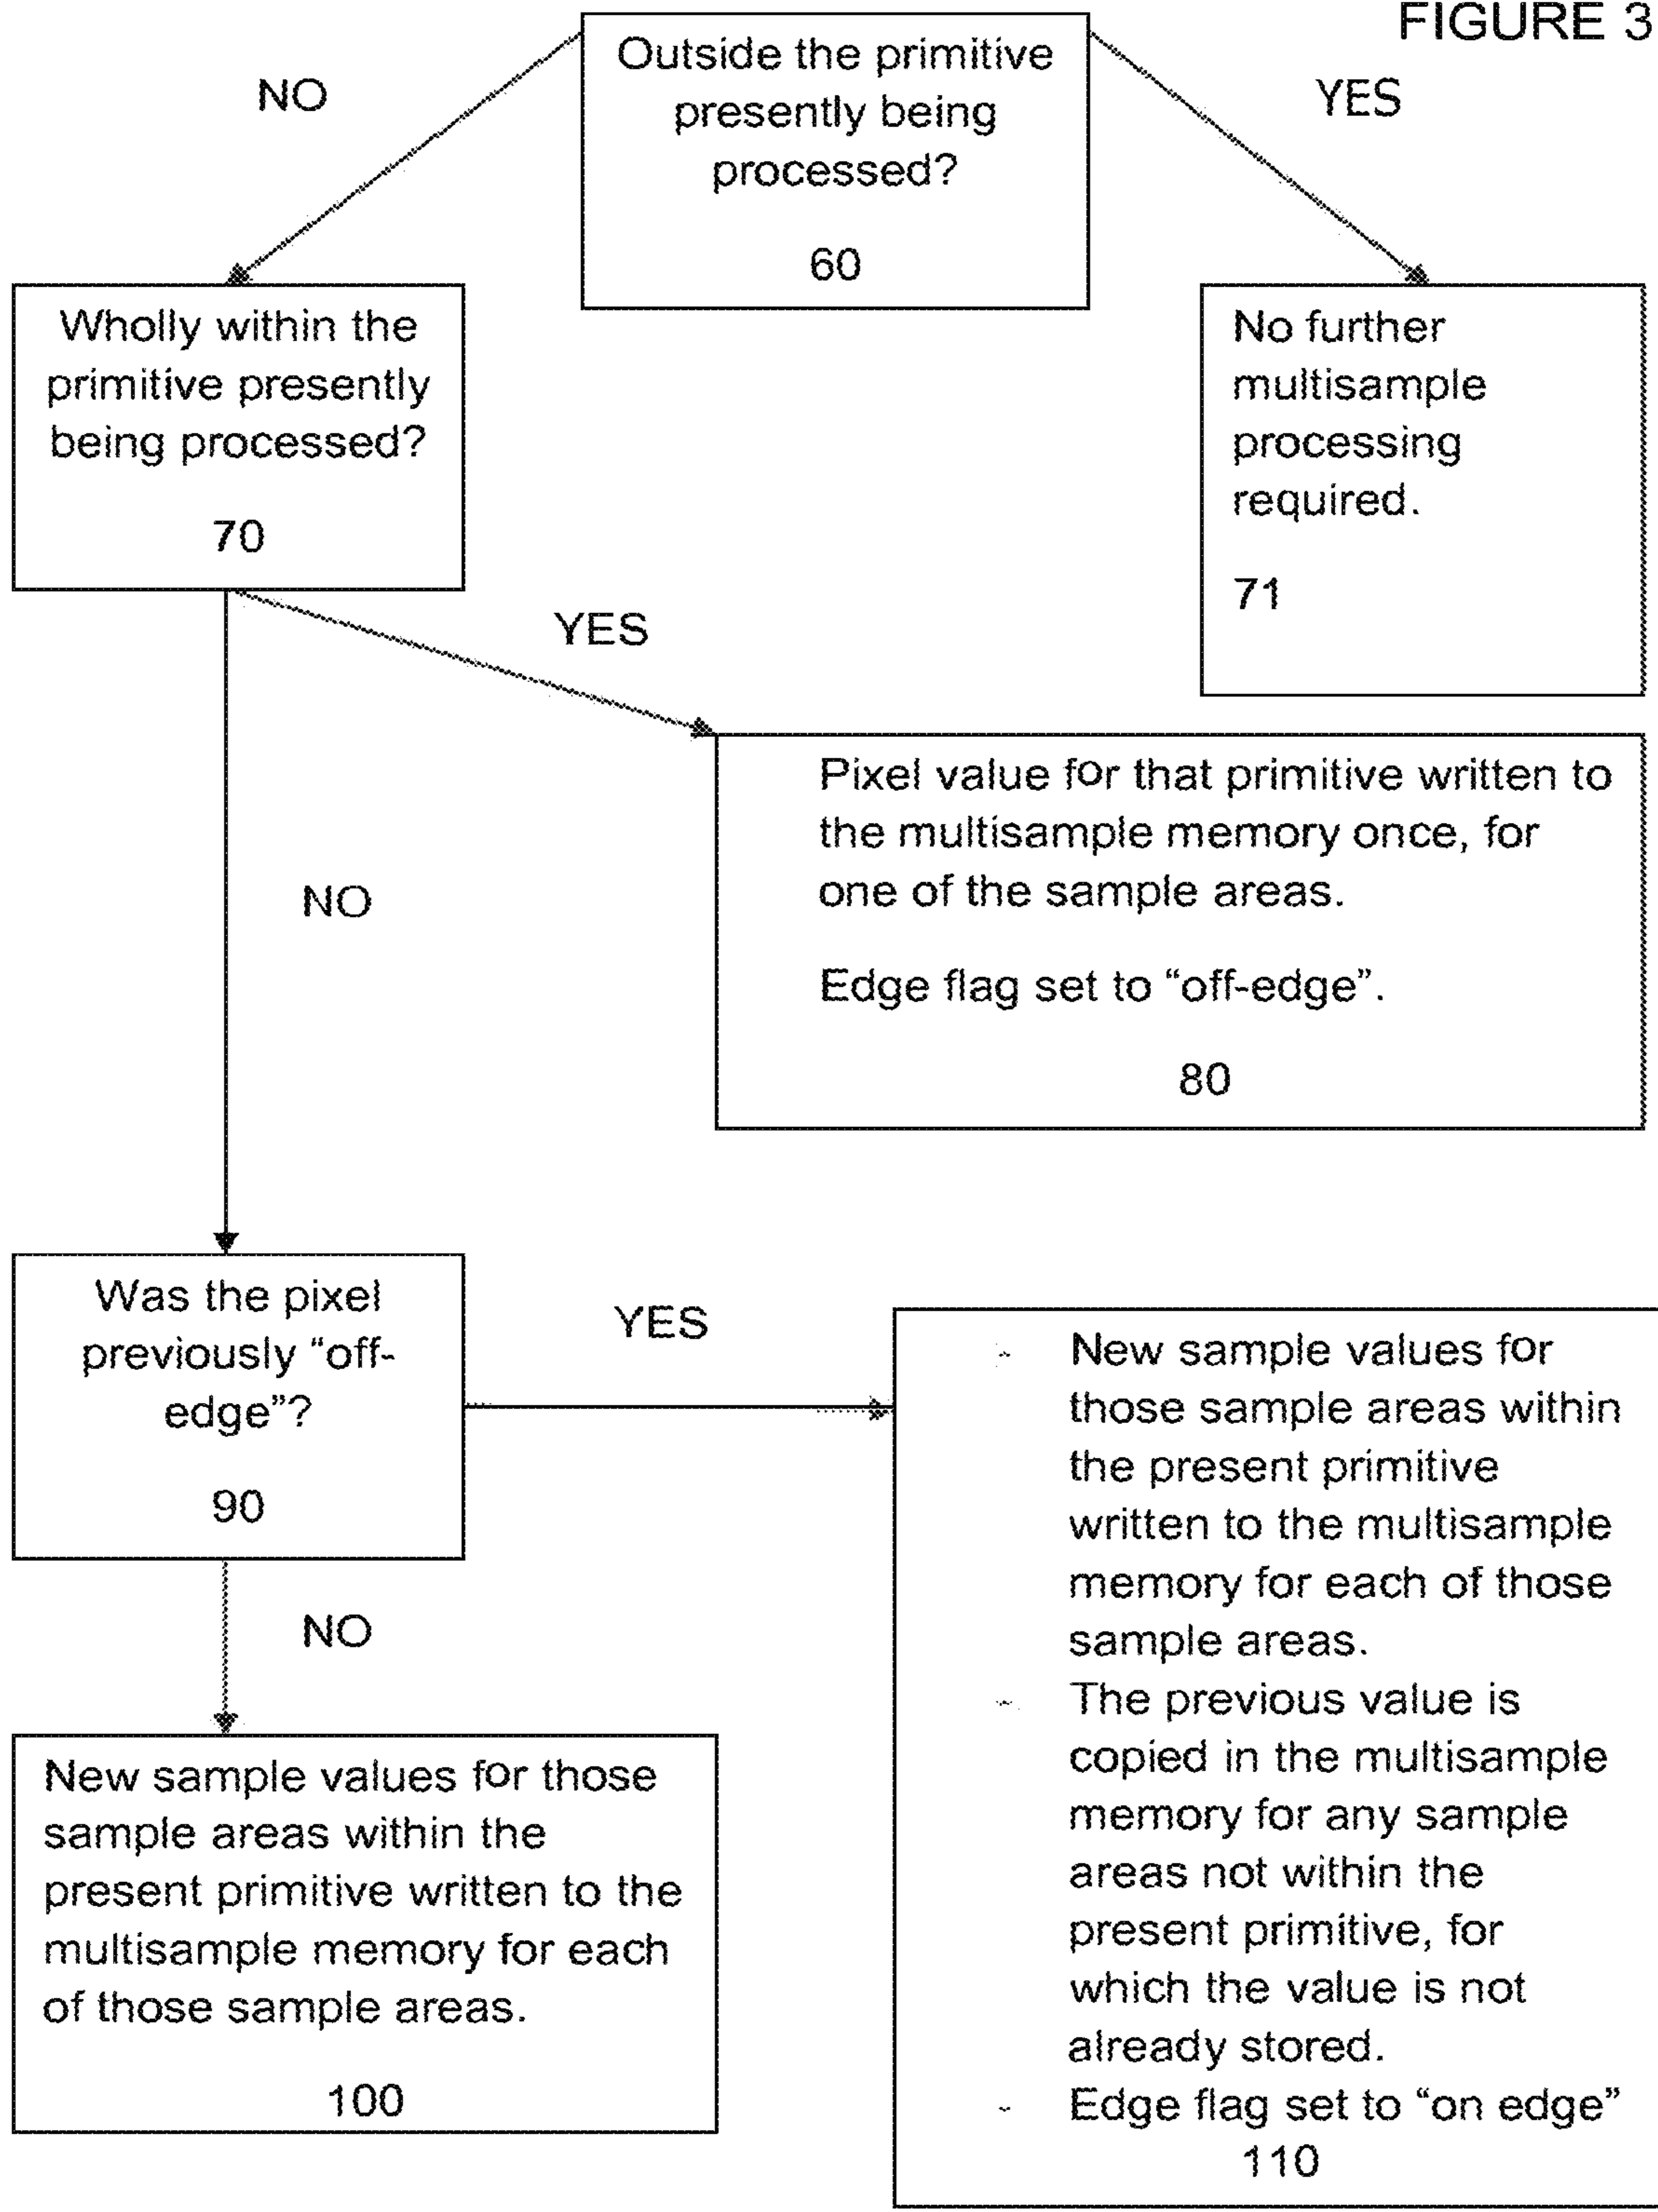 FIGURE 3
Outside the primitive
presently being
processed?
60
NO
YES
Wholly within the
primitive presently
being processed?
70
No further
multisample
processing
required.
71
YES
NO
Pixel value for that primitive written to
the multisample memory once, for
one of the sample areas.
Edge flag set to “off-edge”.
80
Was the pixel
previously “off-
edge”?
90
YES
NO
- New sample values for
those sample areas within
the present primitive
written to the multisample
memory for each of those
sample areas.
- The previous value is
copied in the multisample
memory for any sample
areas not within the
present primitive, for
which the value is not
already stored.
- Edge flag set to “on edge”
110
New sample values for those
sample areas within the
present primitive written to the
multisample memory for each
of those sample areas.
100